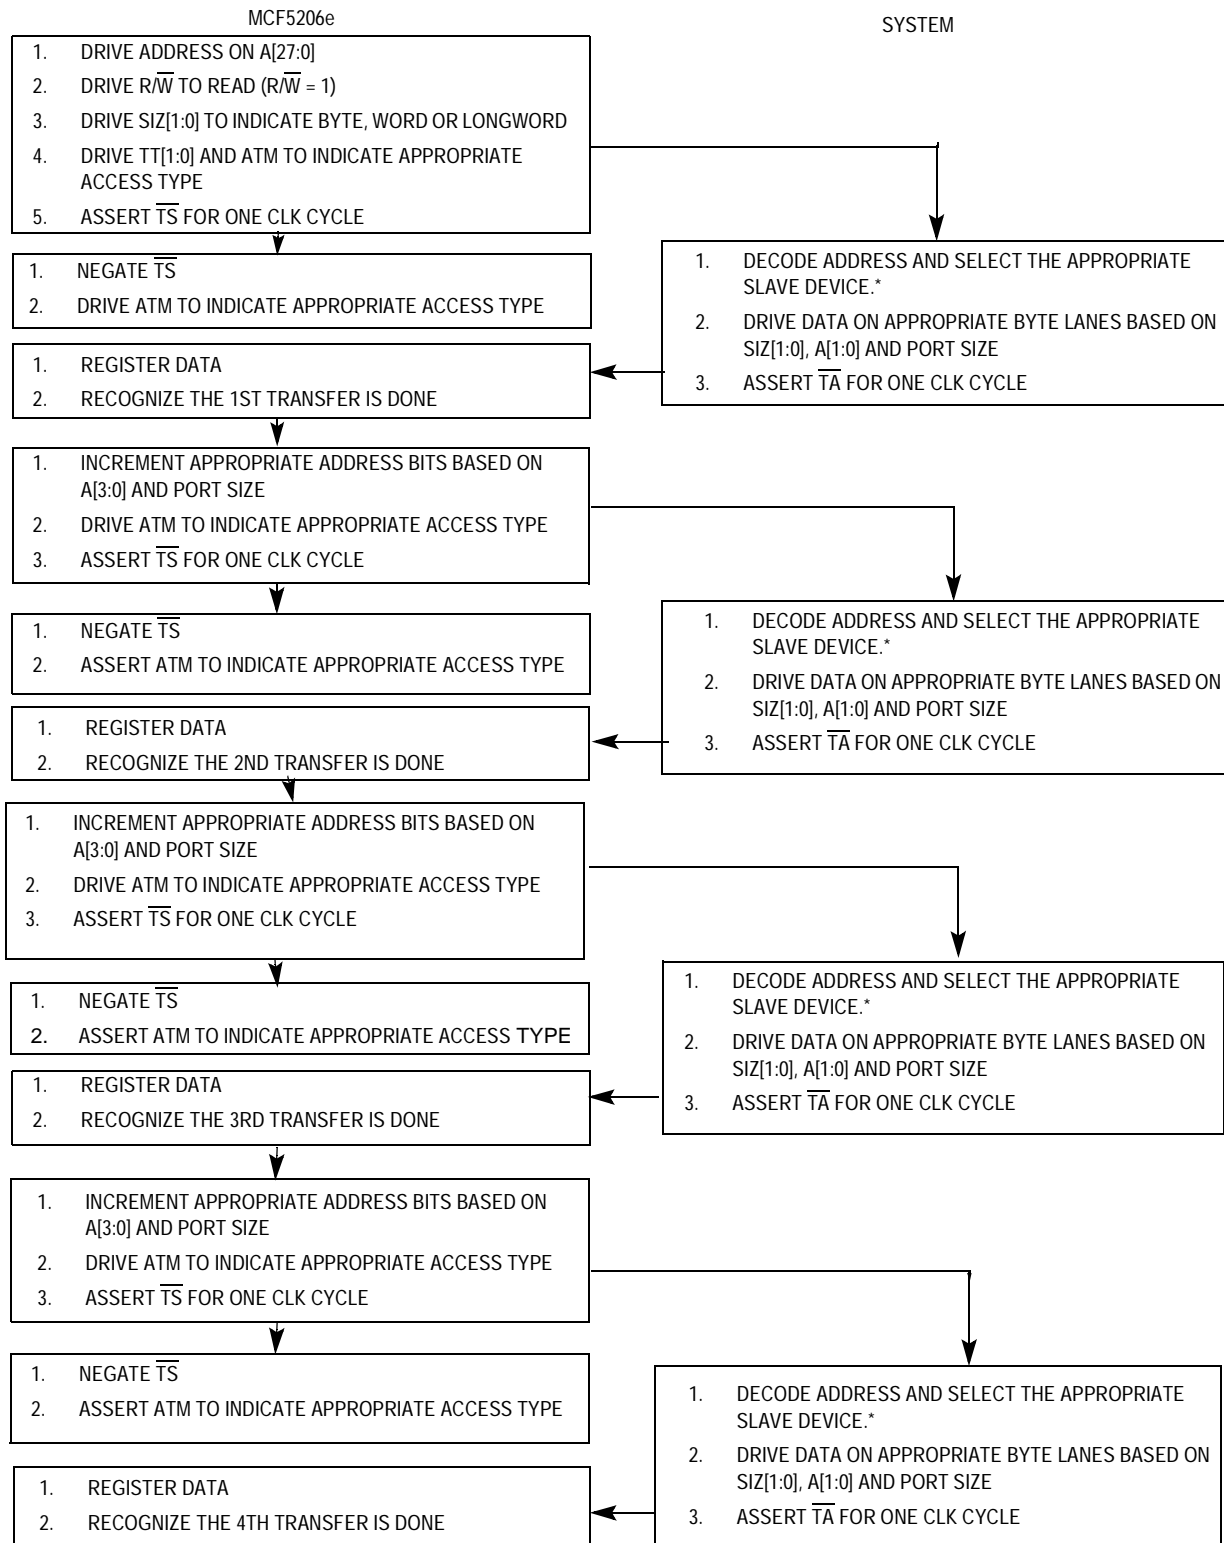 MCF5206e
SYSTEM
1. DRIVE ADDRESS ON A[27:0]
2. DRIVE R/W̅ TO READ (R/W̅ = 1)
3. DRIVE SIZ[1:0] TO INDICATE BYTE, WORD OR LONGWORD
4. DRIVE TT[1:0] AND ATM TO INDICATE APPROPRIATE
ACCESS TYPE
5. ASSERT T̅S̅ FOR ONE CLK CYCLE
1. NEGATE T̅S̅
2. DRIVE ATM TO INDICATE APPROPRIATE ACCESS TYPE
1. DECODE ADDRESS AND SELECT THE APPROPRIATE
SLAVE DEVICE.*
2. DRIVE DATA ON APPROPRIATE BYTE LANES BASED ON
SIZ[1:0], A[1:0] AND PORT SIZE
3. ASSERT T̅A̅ FOR ONE CLK CYCLE
1. REGISTER DATA
2. RECOGNIZE THE 1ST TRANSFER IS DONE
1. INCREMENT APPROPRIATE ADDRESS BITS BASED ON
A[3:0] AND PORT SIZE
2. DRIVE ATM TO INDICATE APPROPRIATE ACCESS TYPE
3. ASSERT T̅S̅ FOR ONE CLK CYCLE
1. NEGATE T̅S̅
2. ASSERT ATM TO INDICATE APPROPRIATE ACCESS TYPE
1. DECODE ADDRESS AND SELECT THE APPROPRIATE
SLAVE DEVICE.*
2. DRIVE DATA ON APPROPRIATE BYTE LANES BASED ON
SIZ[1:0], A[1:0] AND PORT SIZE
3. ASSERT T̅A̅ FOR ONE CLK CYCLE
1. REGISTER DATA
2. RECOGNIZE THE 2ND TRANSFER IS DONE
1. INCREMENT APPROPRIATE ADDRESS BITS BASED ON
A[3:0] AND PORT SIZE
2. DRIVE ATM TO INDICATE APPROPRIATE ACCESS TYPE
3. ASSERT T̅S̅ FOR ONE CLK CYCLE
1. NEGATE T̅S̅
2. ASSERT ATM TO INDICATE APPROPRIATE ACCESS TYPE
1. DECODE ADDRESS AND SELECT THE APPROPRIATE
SLAVE DEVICE.*
2. DRIVE DATA ON APPROPRIATE BYTE LANES BASED ON
SIZ[1:0], A[1:0] AND PORT SIZE
3. ASSERT T̅A̅ FOR ONE CLK CYCLE
1. REGISTER DATA
2. RECOGNIZE THE 3RD TRANSFER IS DONE
1. INCREMENT APPROPRIATE ADDRESS BITS BASED ON
A[3:0] AND PORT SIZE
2. DRIVE ATM TO INDICATE APPROPRIATE ACCESS TYPE
3. ASSERT T̅S̅ FOR ONE CLK CYCLE
1. NEGATE T̅S̅
2. ASSERT ATM TO INDICATE APPROPRIATE ACCESS TYPE
1. DECODE ADDRESS AND SELECT THE APPROPRIATE
SLAVE DEVICE.*
2. DRIVE DATA ON APPROPRIATE BYTE LANES BASED ON
SIZ[1:0], A[1:0] AND PORT SIZE
3. ASSERT T̅A̅ FOR ONE CLK CYCLE
1. REGISTER DATA
2. RECOGNIZE THE 4TH TRANSFER IS DONE